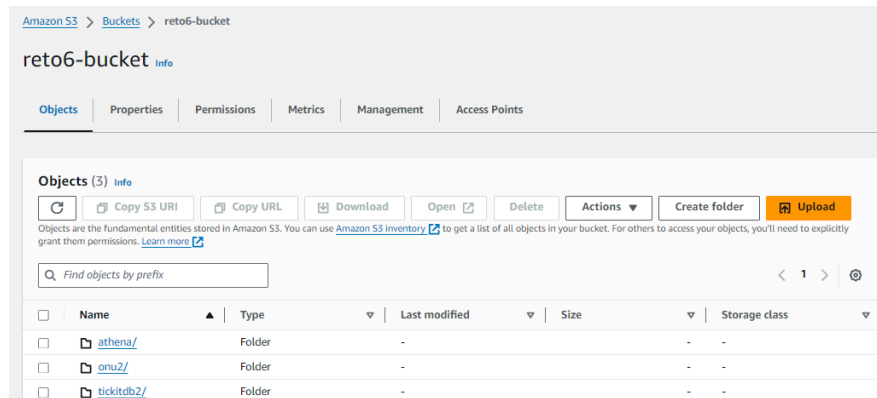 Amazon S3 > Buckets > reto6-bucket
reto6-bucket Info
Objects Properties Permissions Metrics Management Access Points
Objects (3) Info
Copy S3 URI Copy URL Download Open Delete Actions Create folder Upload
Objects are the fundamental entities stored in Amazon S3. You can use Amazon S3 inventory to get a list of all objects in your bucket. For others to access your objects, you'll need to explicitly
grant them permissions. Learn more
Find objects by prefix < 1 >
Name Type Last modified Size Storage class
athena/ Folder - - -
onu2/ Folder - - -
tickitdb2/ Folder - - -